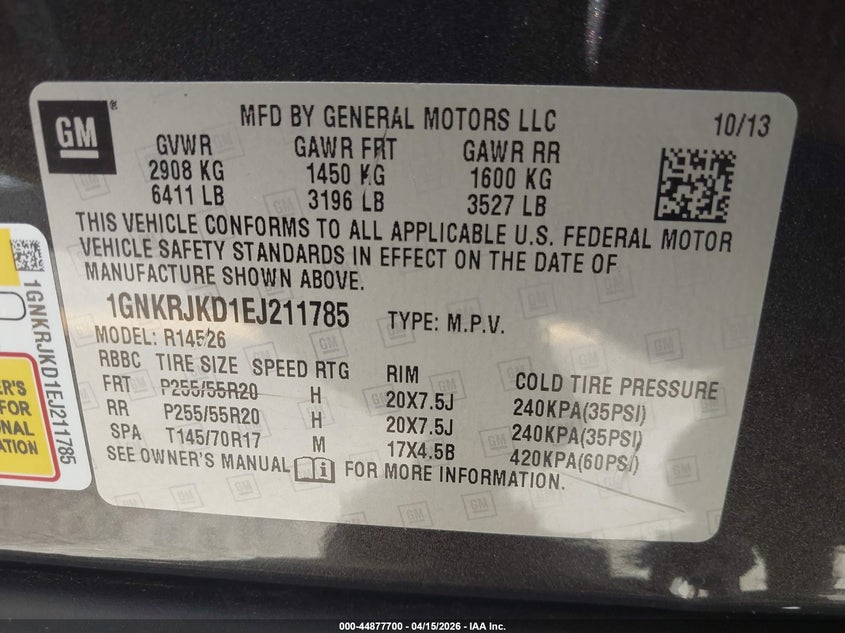 GM®
MFD BY GENERAL MOTORS LLC 10/13
GVWR GAWR FRT GAWR RR
2908 KG 1450 KG 1600 KG
6411 LB 3196 LB 3527 LB
THIS VEHICLE CONFORMS TO ALL APPLICABLE U.S. FEDERAL MOTOR
VEHICLE SAFETY STANDARDS IN EFFECT ON THE DATE OF
MANUFACTURE SHOWN ABOVE.
1GNKRJKD1EJ211785 TYPE: M.P.V.
MODEL: R14526
RBBC TIRE SIZE SPEED RTG RIM COLD TIRE PRESSURE
FRT P255/55R20 H 20X7.5J 240KPA(35PSI)
RR P255/55R20 H 20X7.5J 240KPA(35PSI)
SPA T145/70R17 M 17X4.5B 420KPA(60PSI)
SEE OWNER'S MANUAL FOR MORE INFORMATION.
1GNKRJKD1EJ211785
ER'S
FOR
ONAL
ATION
000-44877700 - 04/15/2026 - IAA Inc.